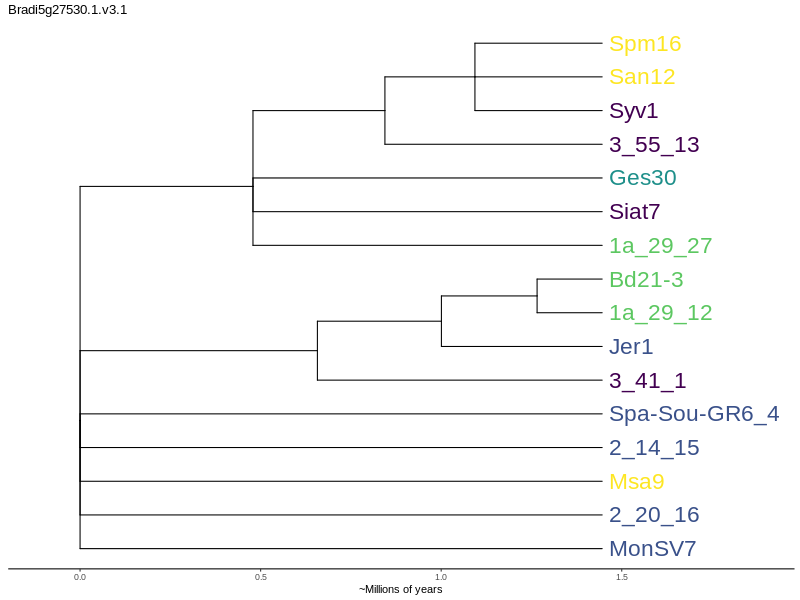 Bradi5g27530.1.v3.1
Spm16
San12
Syv1
3_55_13
Ges30
Siat7
1a_29_27
Bd21-3
1a_29_12
Jer1
3_41_1
Spa-Sou-GR6_4
2_14_15
Msa9
2_20_16
MonSV7
0.0 0.5 1.0 1.5
~Millions of years